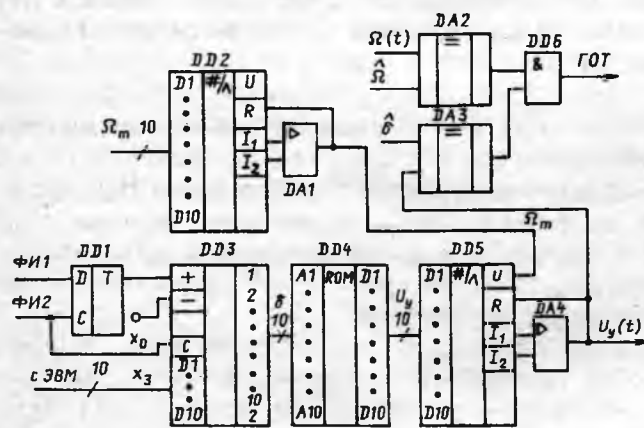 DA2
Ω(t)
Ω̂
=
DD6
&
ГОТ
DD2
D1
#/Λ
U
R
I1
I2
D10
Ωm 10
DA1
DA3
σ̂
=
Ωm
ФИ1
ФИ2
DD1
D T
C
x0
с ЭВМ 10 x3
DD3
+
−
C
D1
D10
1
2
10
2
10
DD4
A1
ROM
D1
A10
D10
Uy
10
DD5
D1
#/Λ
U
R
I1
I2
D10
DA4
Uy(t)